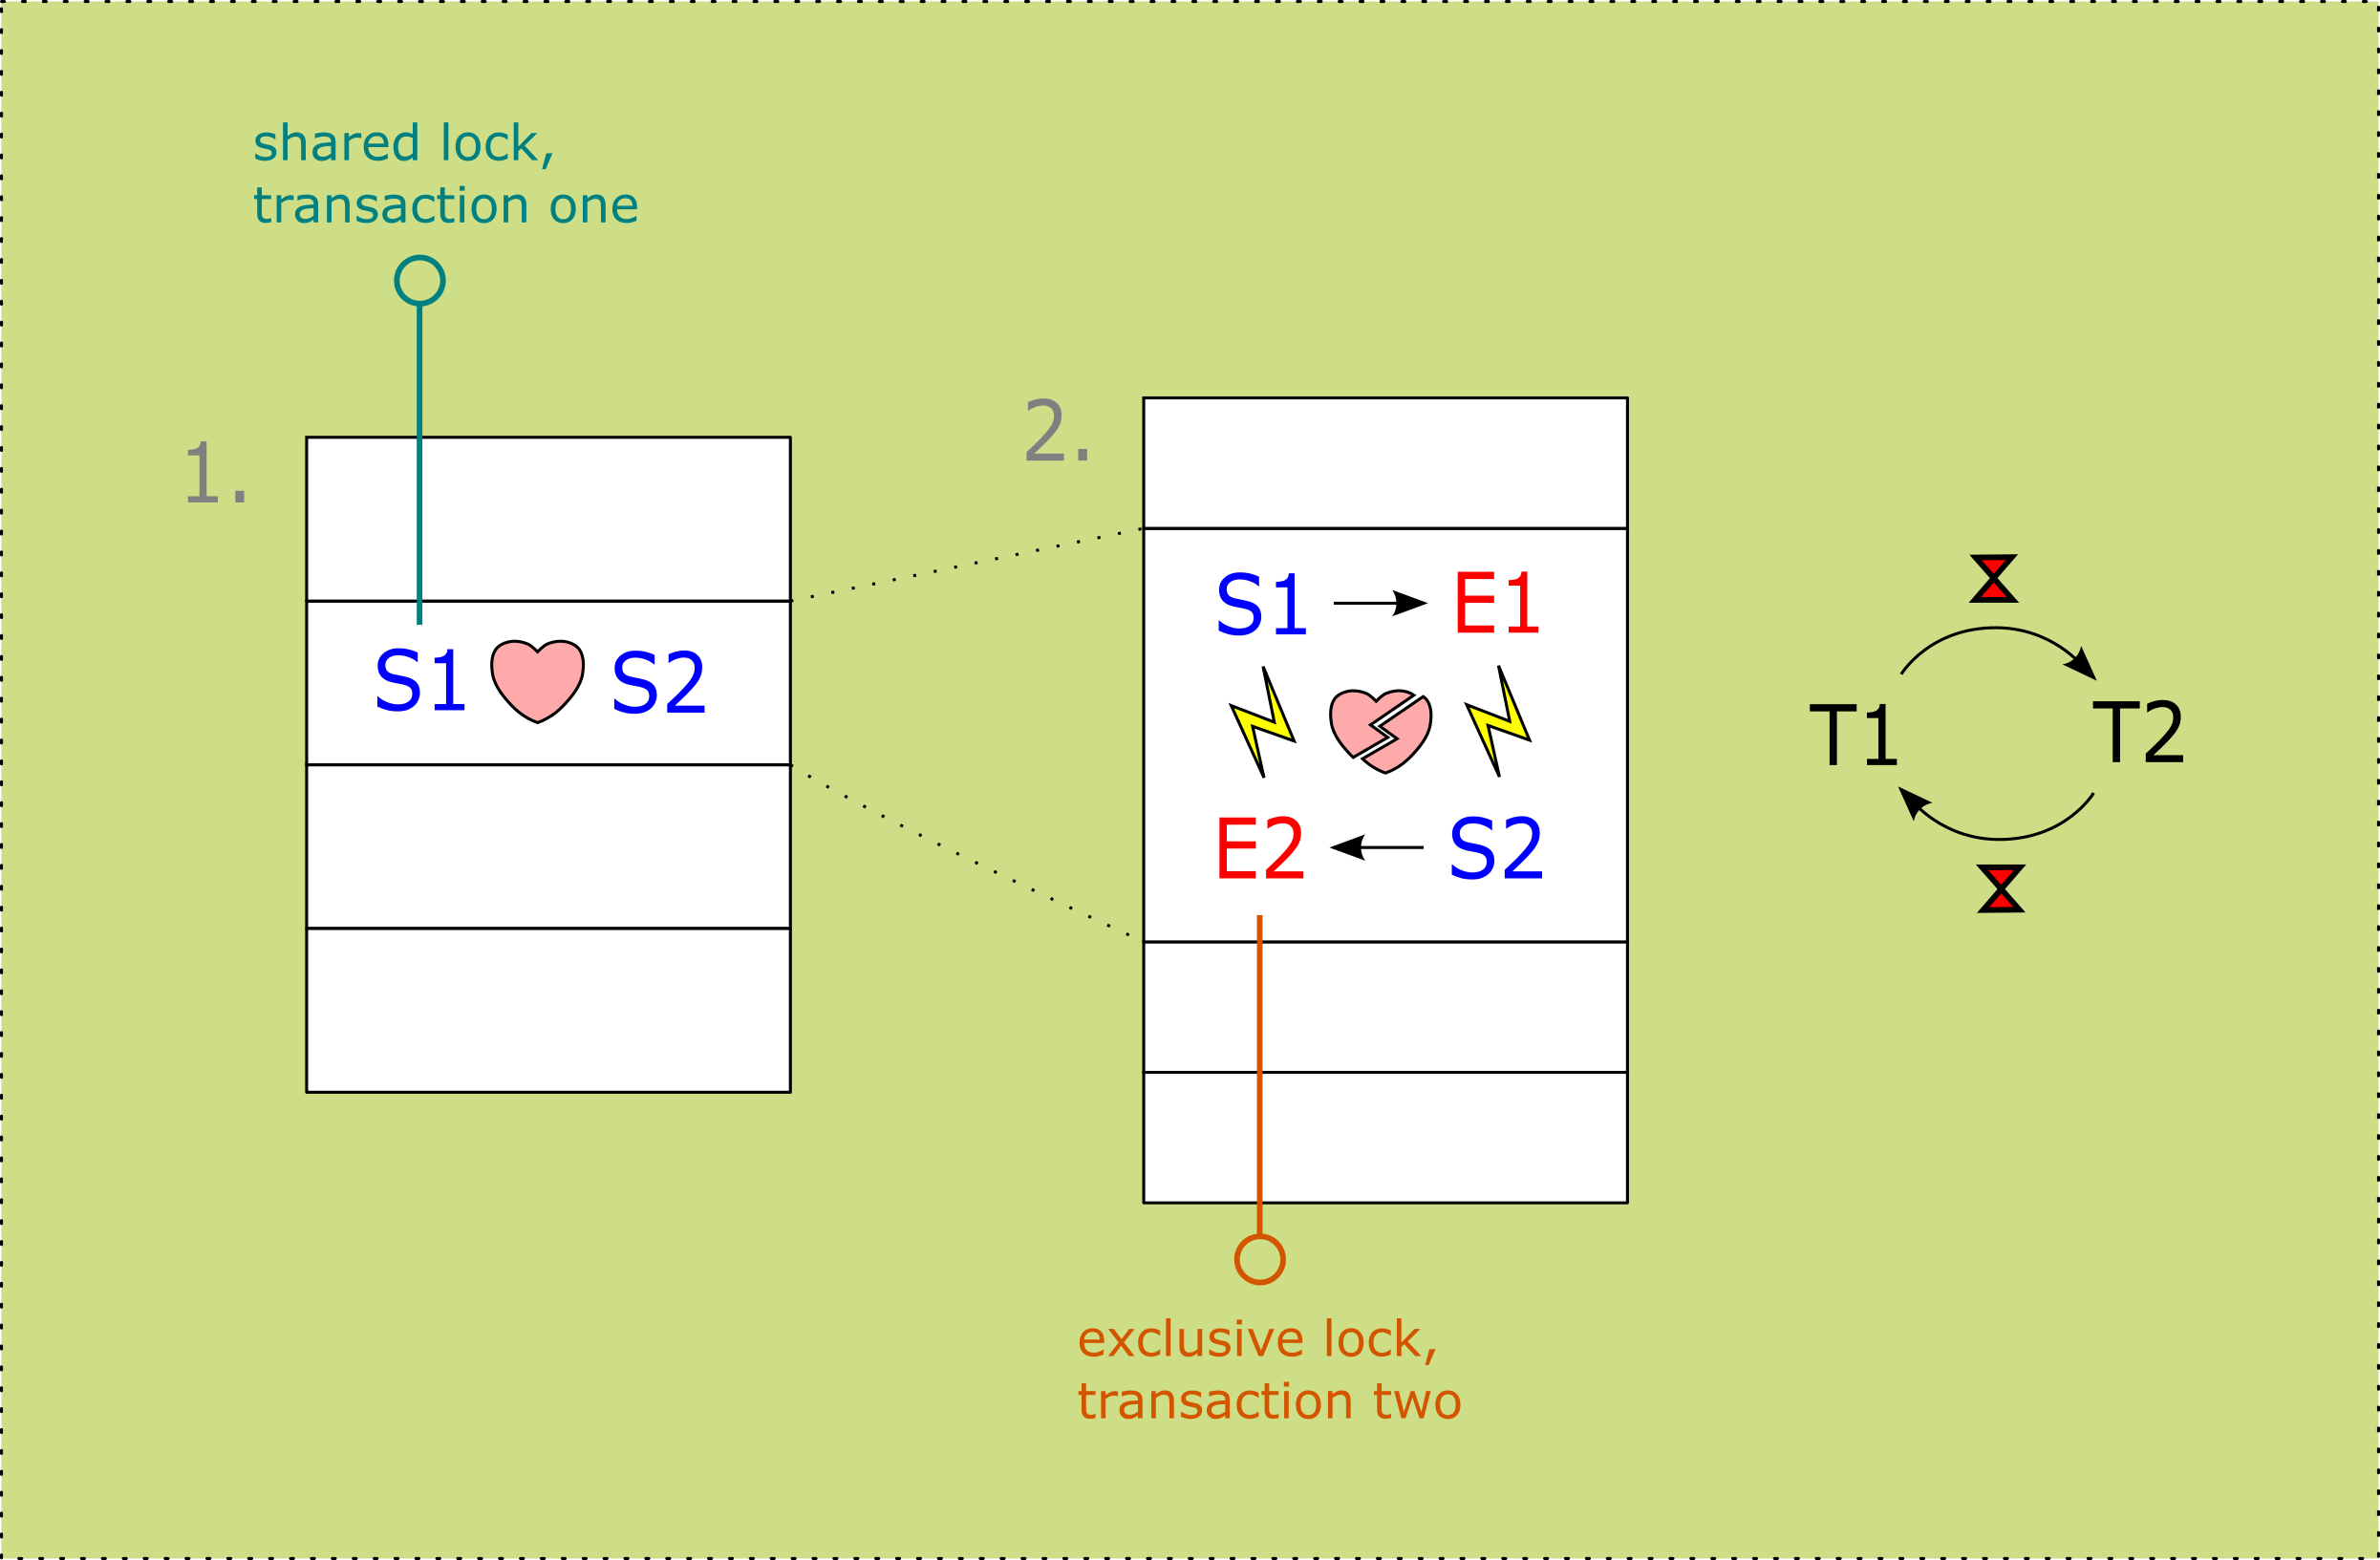 shared lock,
transaction one
1.
S1 S2
2.
S1 E1
E2 S2
T1 T2
exclusive lock,
transaction two